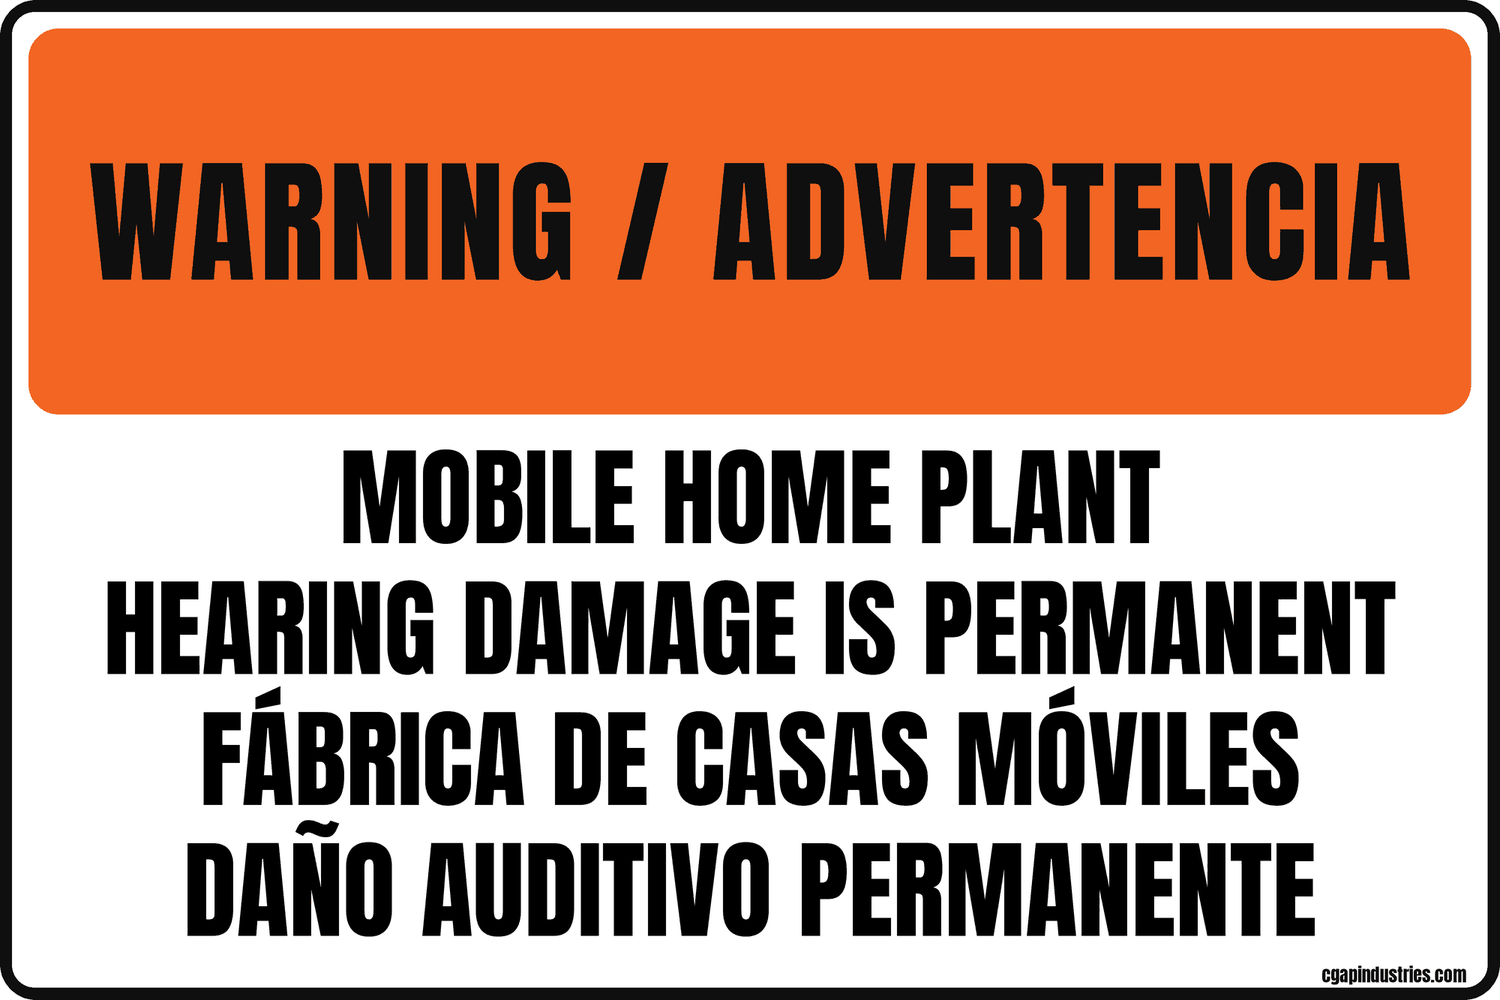 WARNING / ADVERTENCIA
MOBILE HOME PLANT
HEARING DAMAGE IS PERMANENT
FÁBRICA DE CASAS MÓVILES
DAÑO AUDITIVO PERMANENTE
cgapindustries.com